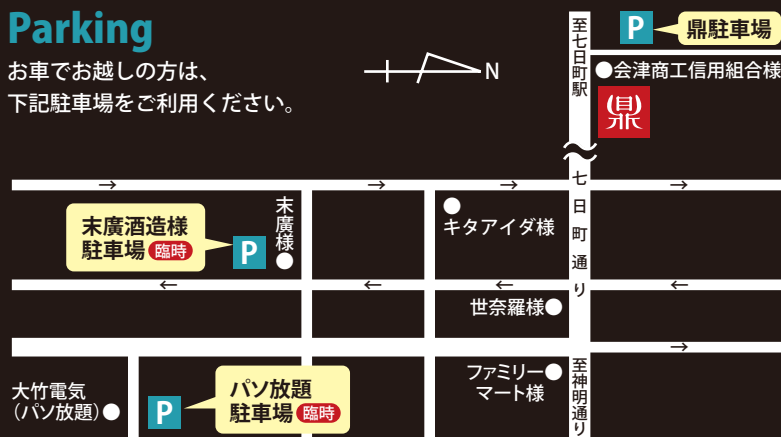 Parking
お車でお越しの方は、
下記駐車場をご利用ください。
N
至七日町駅
P
鼎駐車場
●会津商工信用組合様
鼎
→
→
→
七日町通り
→
末廣酒造様
駐車場 臨時
P
末廣様●
●
キタアイダ様
←
←
←
←
世奈羅様●
→
大竹電気
（パソ放題）●
P
パソ放題
駐車場 臨時
ファミリー●
マート様
至神明通り